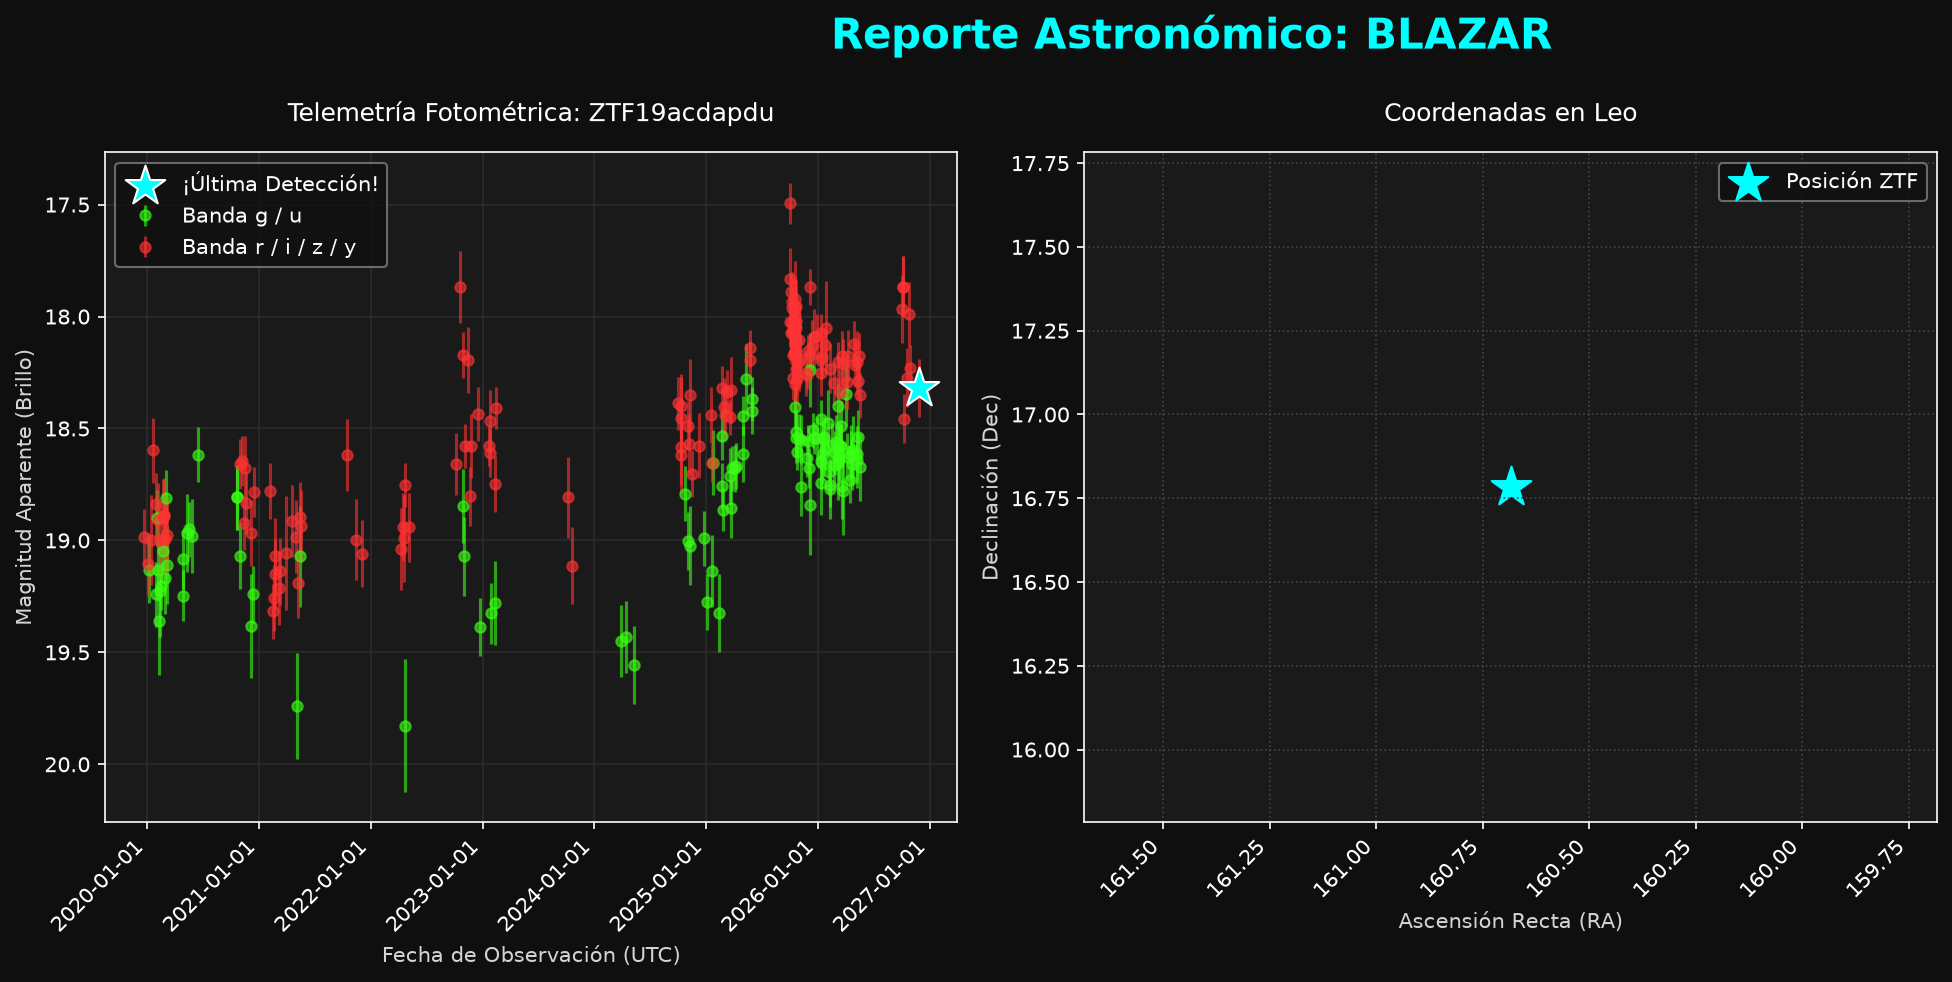 Reporte Astronómico: BLAZAR
Telemetría Fotométrica: ZTF19acdapdu
¡Última Detección!
Banda g / u
Banda r / i / z / y
Magnitud Aparente (Brillo)
17.5
18.0
18.5
19.0
19.5
20.0
2020-01-01
2021-01-01
2022-01-01
2023-01-01
2024-01-01
2025-01-01
2026-01-01
2027-01-01
Fecha de Observación (UTC)
Coordenadas en Leo
Posición ZTF
Declinación (Dec)
17.75
17.50
17.25
17.00
16.75
16.50
16.25
16.00
161.50
161.25
161.00
160.75
160.50
160.25
160.00
159.75
Ascensión Recta (RA)